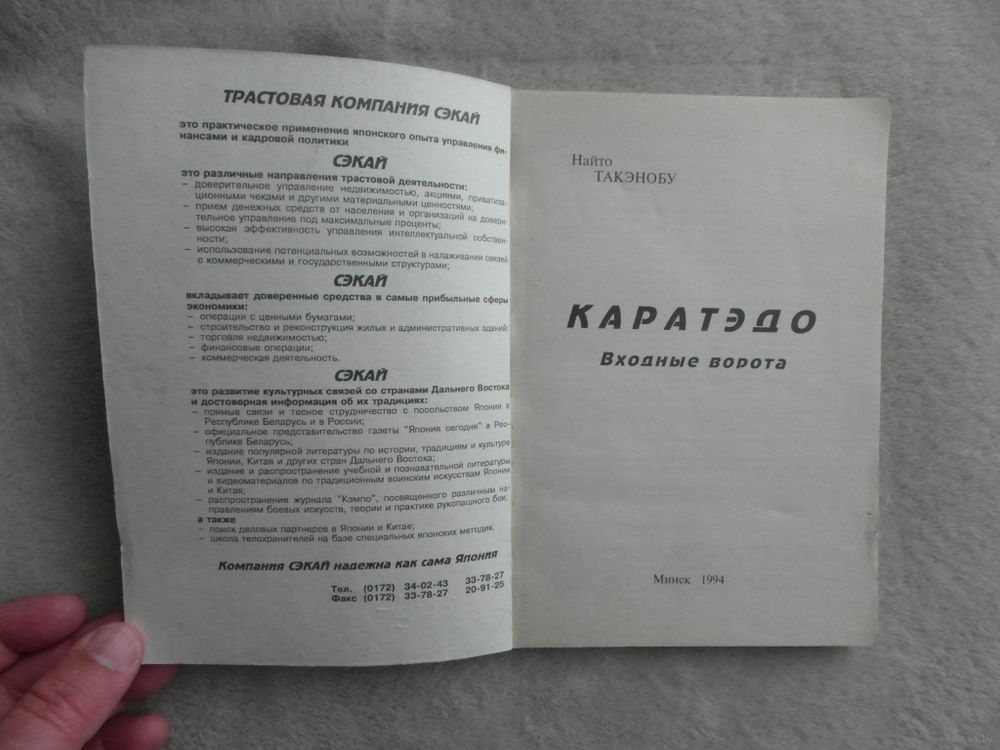 ТРАСТОВАЯ КОМПАНИЯ СЭКАЙ
это практическое применение японского опыта управления фи-
нансами и кадровой политики
СЭКАЙ
это различные направления трастовой деятельности:
– доверительное управление недвижимостью, акциями, приватиза-
ционными чеками и другими материальными ценностями;
– прием денежных средств от населения и организаций на довери-
тельное управление под максимальные проценты;
– высокая эффективность управления интеллектуальной собствен-
ности;
– использование потенциальных возможностей в налаживании связей
с коммерческими и государственными структурами;
СЭКАЙ
вкладывает доверенные средства в самые прибыльные сферы
экономики:
– операции с ценными бумагами;
– строительство и реконструкция жилых и административных зданий;
– торговля недвижимостью;
– финансовые операции;
– коммерческая деятельность.
СЭКАЙ
это развитие культурных связей со странами Дальнего Востока
и достоверная информация об их традициях:
– прямые связи и тесное струдничество с посольством Японии в
Республике Беларусь и в России;
– официальное представительство газеты "Япония сегодня" в Рес-
публике Беларусь;
– издание популярной литературы по истории, традициям и культуре
Японии, Китая и других стран Дальнего Востока;
– издание и распространение учебной и познавательной литературы
и видеоматериалов по традиционным воинским искусствам Японии
и Китая;
– распространение журнала "Кэмпо", посвященного различным на-
правлениям боевых искусств, теории и практике рукопашного боя;
а также
– поиск деловых партнеров в Японии и Китае;
– школа телохранителей на базе специальных японских методик.
Компания СЭКАЙ надежна как сама Япония
Тел. (0172) 34-02-43 33-78-27
Факс (0172) 33-78-27 20-91-25
Найто
ТАКЭНОБУ
КАРАТЭДО
Входные ворота
Минск 1994
www.ay.by